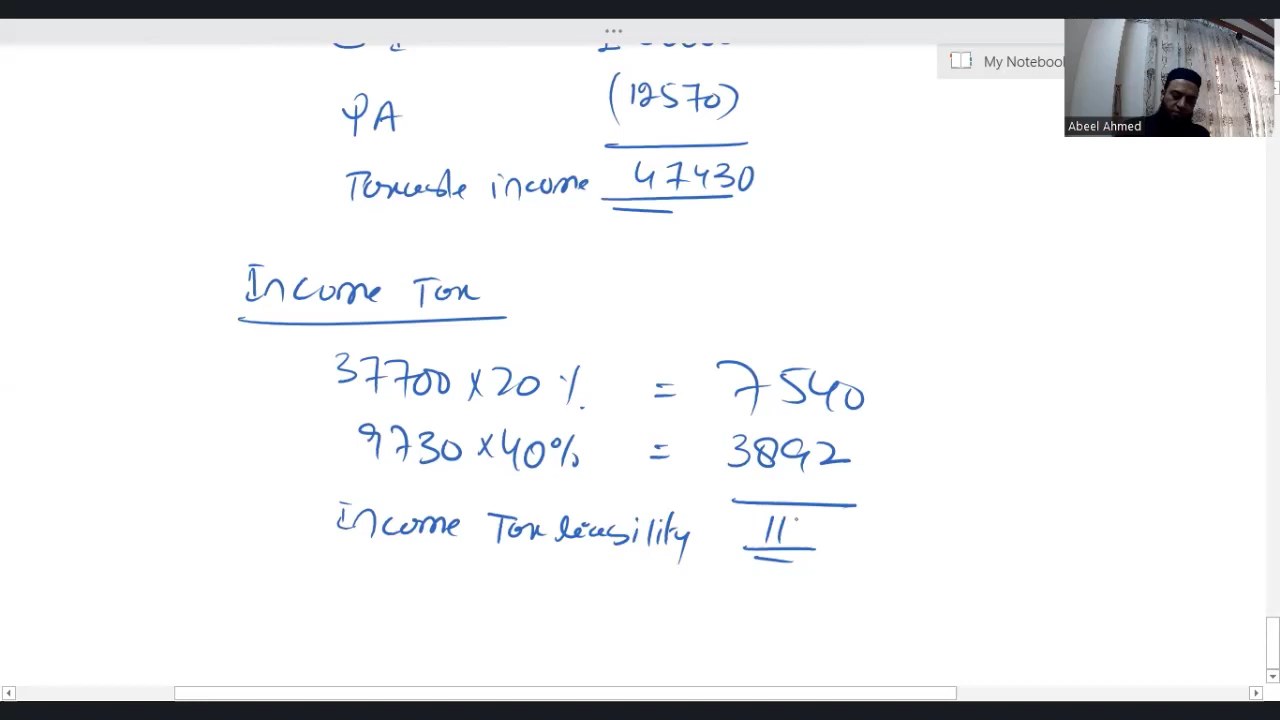 My Notebook
Abeel Ahmed
PA (12570)
Taxable income 47430
Income Tax
37700 x 20% = 7540
9730 x 40% = 3892
Income Tax liability 11